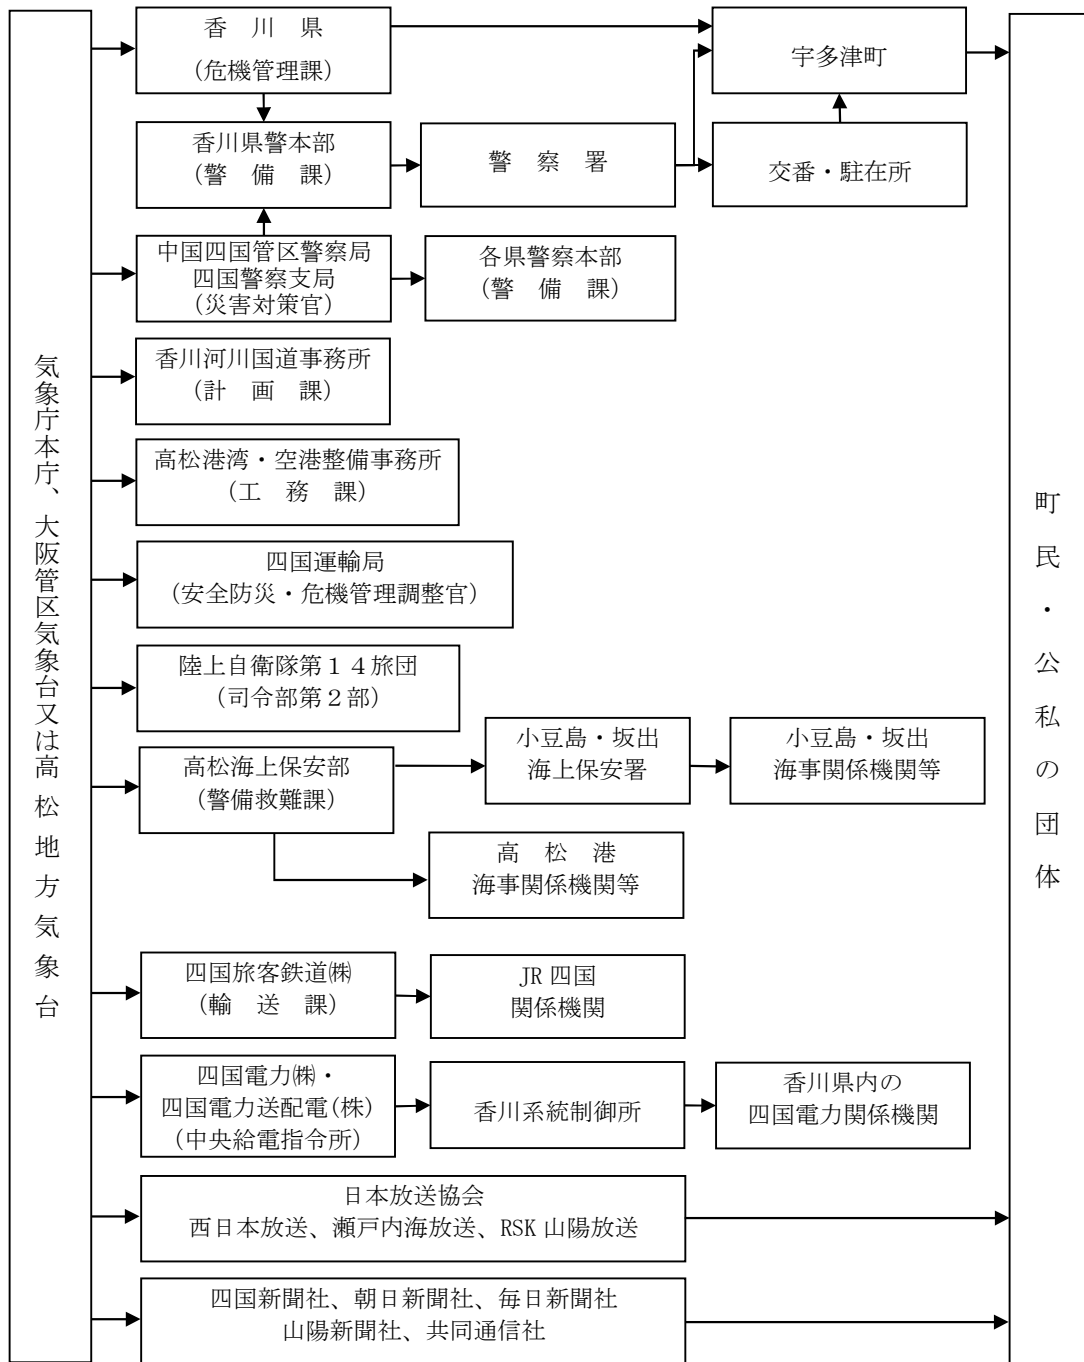 気象庁本庁、大阪管区気象台又は高松地方気象台
香　川　県
（危機管理課）
宇多津町
香川県警本部
（警　備　課）
警　察　署
交番・駐在所
中国四国管区警察局
四国警察支局
（災害対策官）
各県警察本部
（警　備　課）
香川河川国道事務所
（計　画　課）
高松港湾・空港整備事務所
（工　務　課）
四国運輸局
（安全防災・危機管理調整官）
陸上自衛隊第１４旅団
（司令部第２部）
高松海上保安部
（警備救難課）
小豆島・坂出
海上保安署
小豆島・坂出
海事関係機関等
高　松　港
海事関係機関等
四国旅客鉄道㈱
（輸　送　課）
JR 四国
関係機関
四国電力㈱・
四国電力送配電(株)
（中央給電指令所）
香川系統制御所
香川県内の
四国電力関係機関
日本放送協会
西日本放送、瀬戸内海放送、RSK 山陽放送
四国新聞社、朝日新聞社、毎日新聞社
山陽新聞社、共同通信社
町民・公私の団体